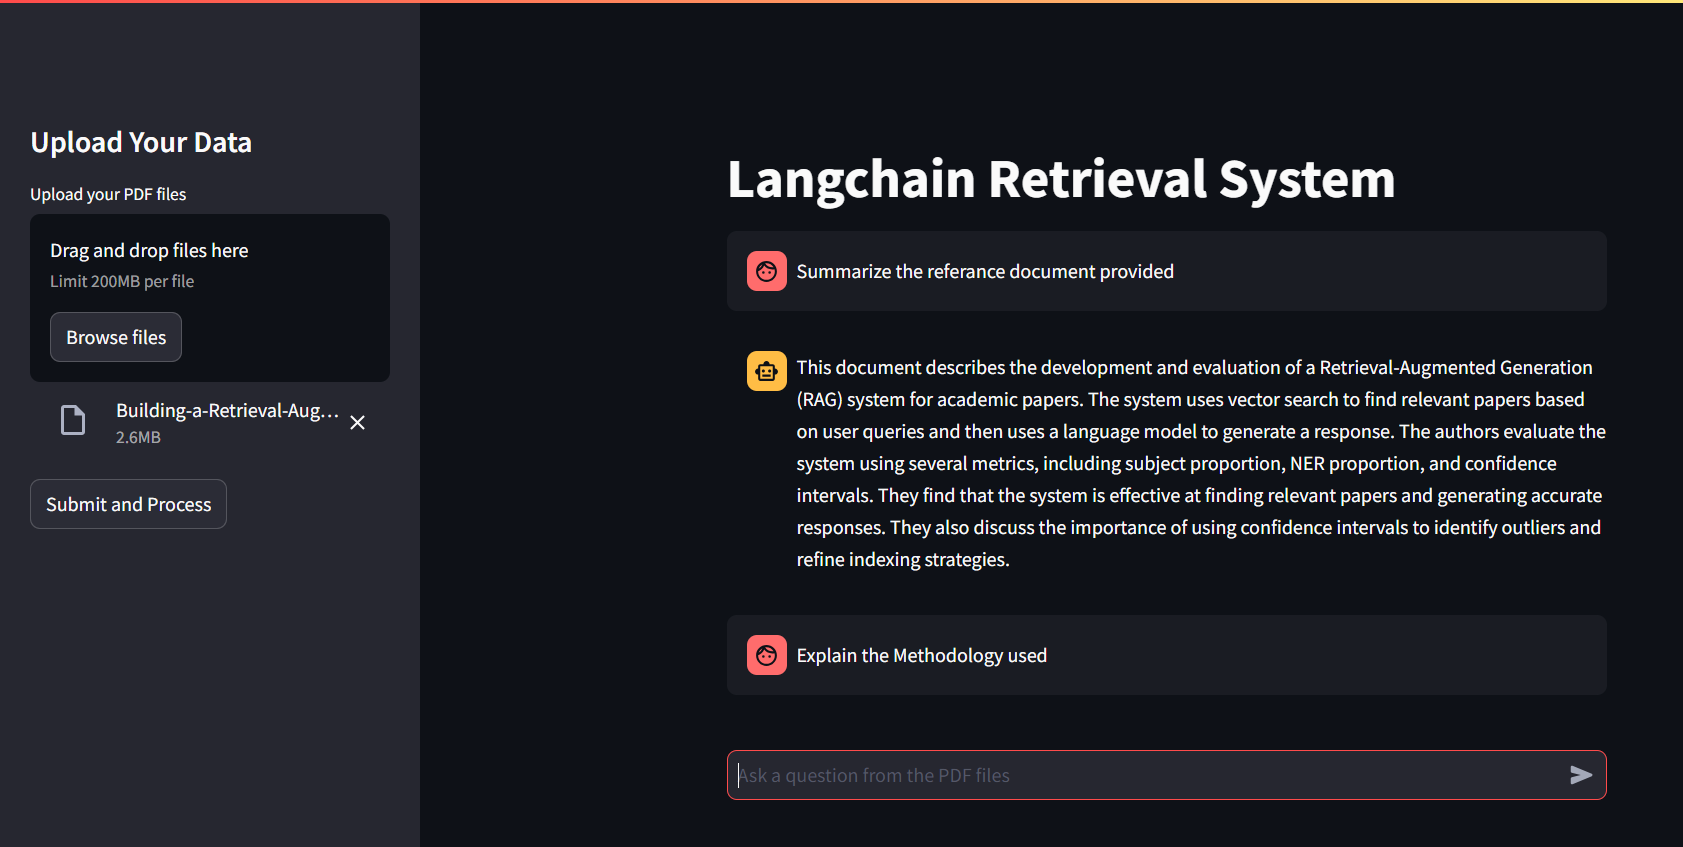 Upload Your Data
Upload your PDF files
Drag and drop files here
Limit 200MB per file
Browse files
Building-a-Retrieval-Aug...
2.6MB
Submit and Process
Langchain Retrieval System
Summarize the referance document provided
This document describes the development and evaluation of a Retrieval-Augmented Generation
(RAG) system for academic papers. The system uses vector search to find relevant papers based
on user queries and then uses a language model to generate a response. The authors evaluate the
system using several metrics, including subject proportion, NER proportion, and confidence
intervals. They find that the system is effective at finding relevant papers and generating accurate
responses. They also discuss the importance of using confidence intervals to identify outliers and
refine indexing strategies.
Explain the Methodology used
Ask a question from the PDF files